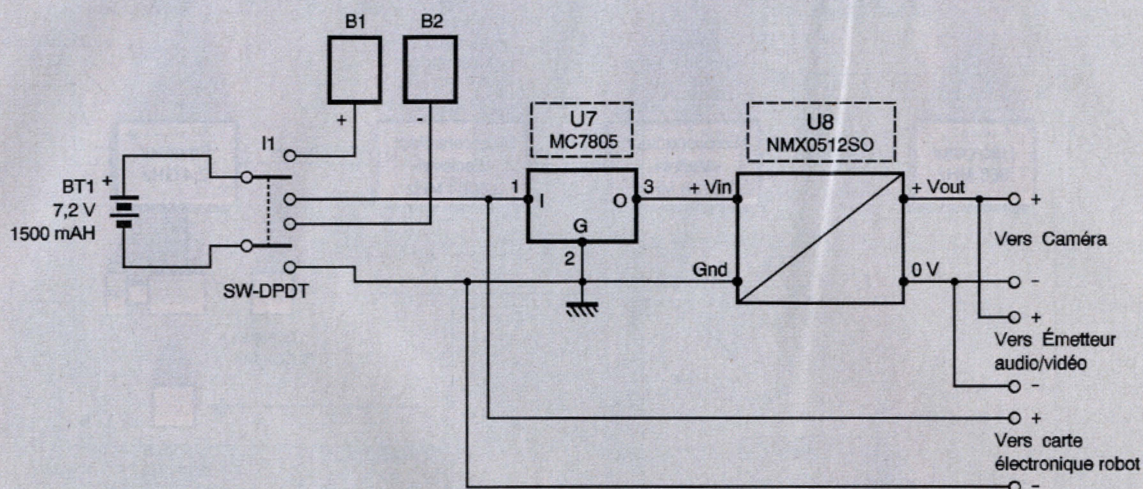 B1
B2
+
-
I1
BT1
+
7,2 V
1500 mAH
SW-DPDT
U7
MC7805
1
I
O
3
G
2
+ Vin
Gnd
U8
NMX0512SO
+ Vout
0 V
+
Vers Caméra
-
+
Vers Émetteur
audio/vidéo
-
+
Vers carte
électronique robot
-